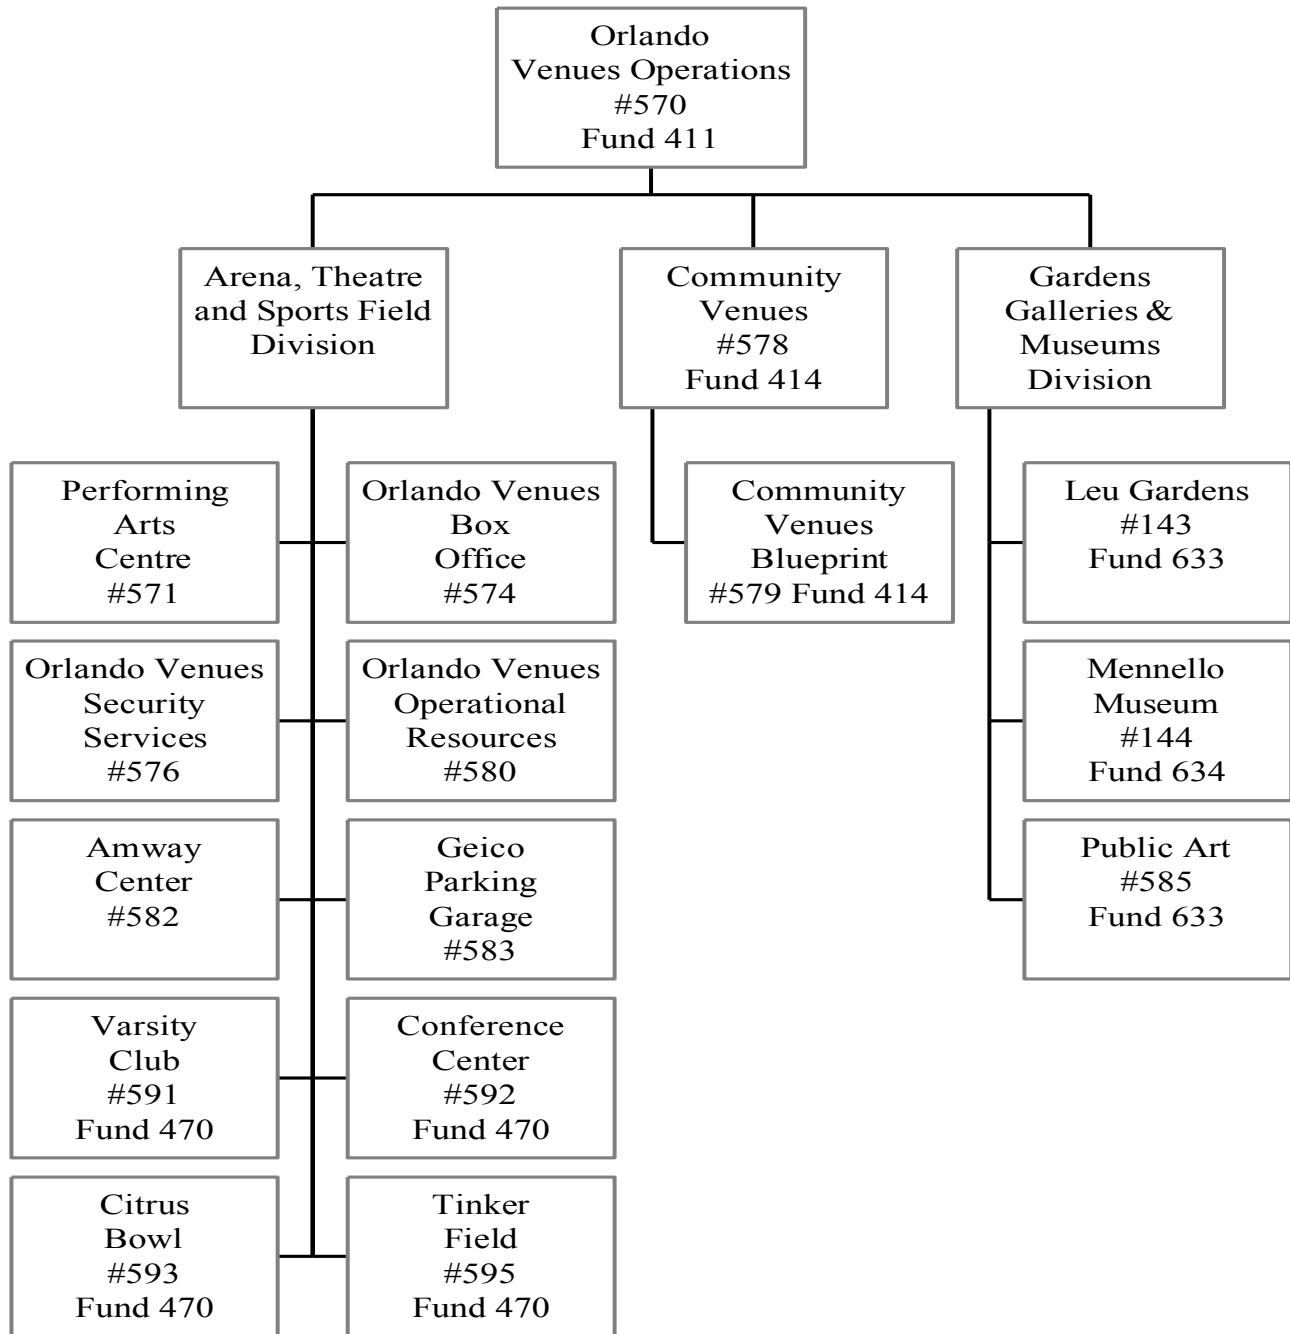 Orlando
Venues Operations
#570
Fund 411
Arena, Theatre
and Sports Field
Division
Community
Venues
#578
Fund 414
Gardens
Galleries &
Museums
Division
Performing
Arts
Centre
#571
Orlando Venues
Box
Office
#574
Community
Venues
Blueprint
#579 Fund 414
Leu Gardens
#143
Fund 633
Orlando Venues
Security
Services
#576
Orlando Venues
Operational
Resources
#580
Mennello
Museum
#144
Fund 634
Amway
Center
#582
Geico
Parking
Garage
#583
Public Art
#585
Fund 633
Varsity
Club
#591
Fund 470
Conference
Center
#592
Fund 470
Citrus
Bowl
#593
Fund 470
Tinker
Field
#595
Fund 470